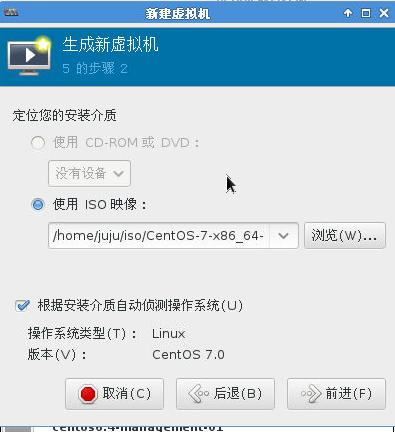 新建虚拟机
生成新虚拟机
5 的步骤 2
定位您的安装介质
使用 CD-ROM 或 DVD：
没有设备
使用 ISO 映像：
/home/juju/iso/CentOS-7-x86_64-
浏览(W)...
根据安装介质自动侦测操作系统(U)
操作系统类型(T)： Linux
版本(V)： CentOS 7.0
取消(C) 后退(B) 前进(F)
centos6.4-management-01